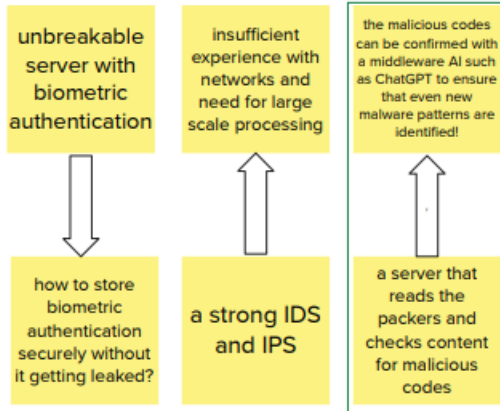 unbreakable
server with
biometric
authentication
how to store
biometric
authentication
securely without
it getting leaked?
insufficient
experience with
networks and
need for large
scale processing
a strong IDS
and IPS
the malicious codes
can be confirmed with
a middleware AI such
as ChatGPT to ensure
that even new
malware patterns are
identified!
a server that
reads the
packers and
checks content
for malicious
codes